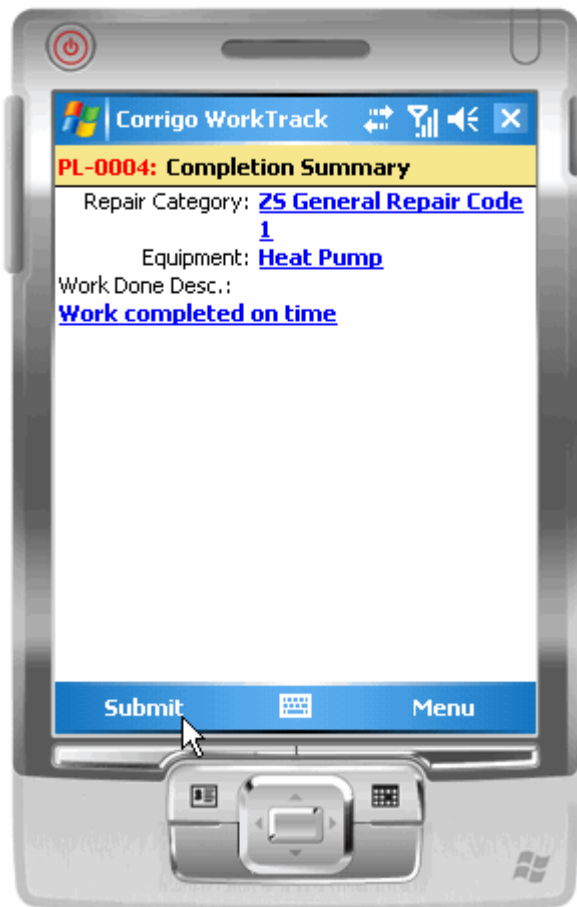 Corrigo WorkTrack
PL-0004: Completion Summary
Repair Category: ZS General Repair Code
1
Equipment: Heat Pump
Work Done Desc.:
Work completed on time
Submit Menu